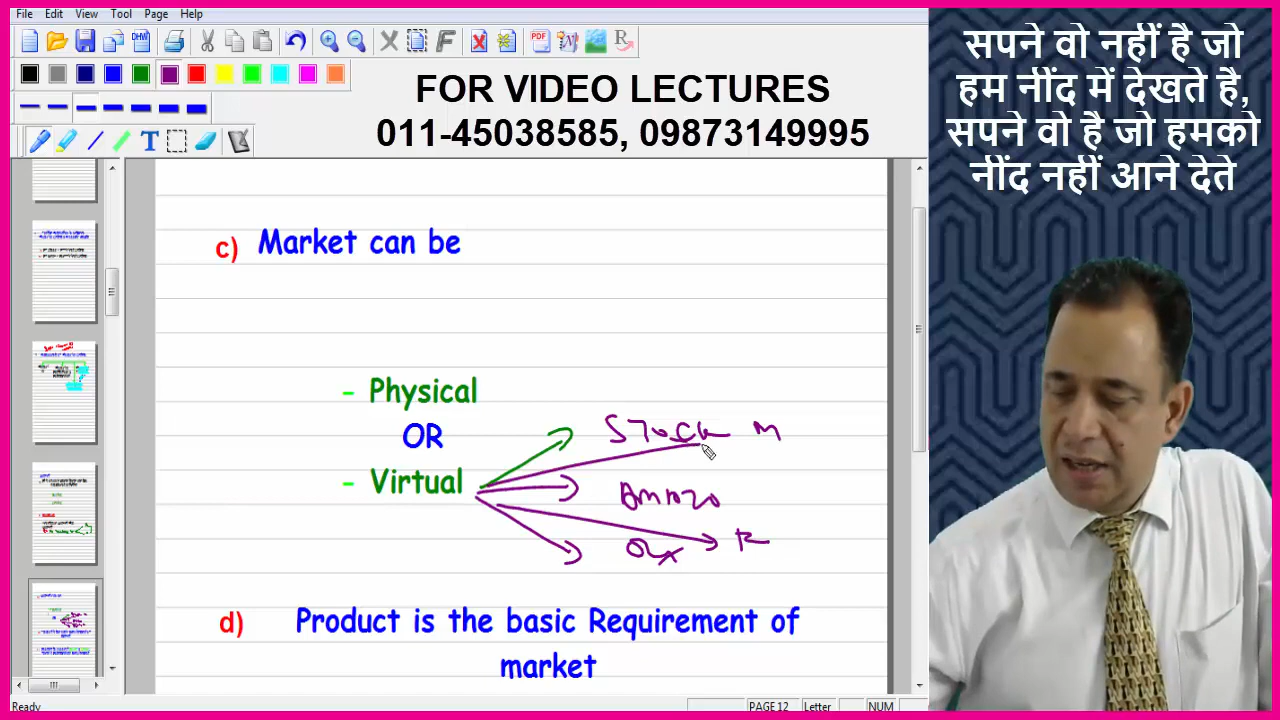 File Edit View Tool Page Help
DHW
PDF
FOR VIDEO LECTURES
011-45038585, 09873149995
सपने वो नहीं है जो
हम नींद में देखते है,
सपने वो है जो हमको
नींद नहीं आने देते
c) Market can be
- Physical
OR
- Virtual
Stock M
OLX
d) Product is the basic Requirement of
market
Ready
PAGE 12 Letter NUM